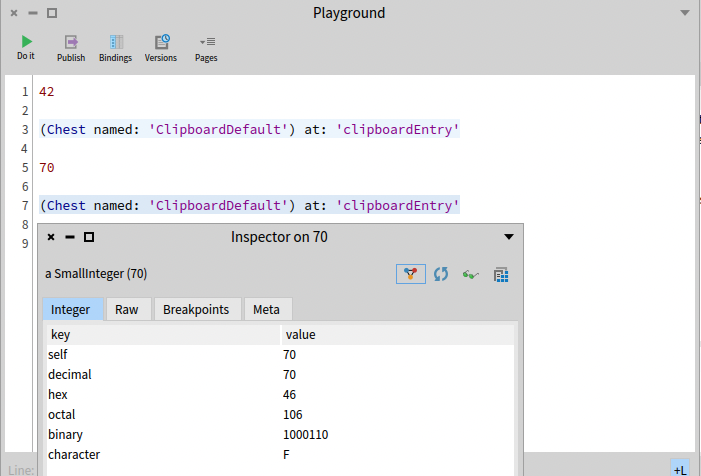 Playground
Do it Publish Bindings Versions Pages
1 42
2
3 (Chest named: 'ClipboardDefault') at: 'clipboardEntry'
4
5 70
6
7 (Chest named: 'ClipboardDefault') at: 'clipboardEntry'
8
9
Inspector on 70
a SmallInteger (70)
Integer Raw Breakpoints Meta
key value
self 70
decimal 70
hex 46
octal 106
binary 1000110
character F
Line: +L